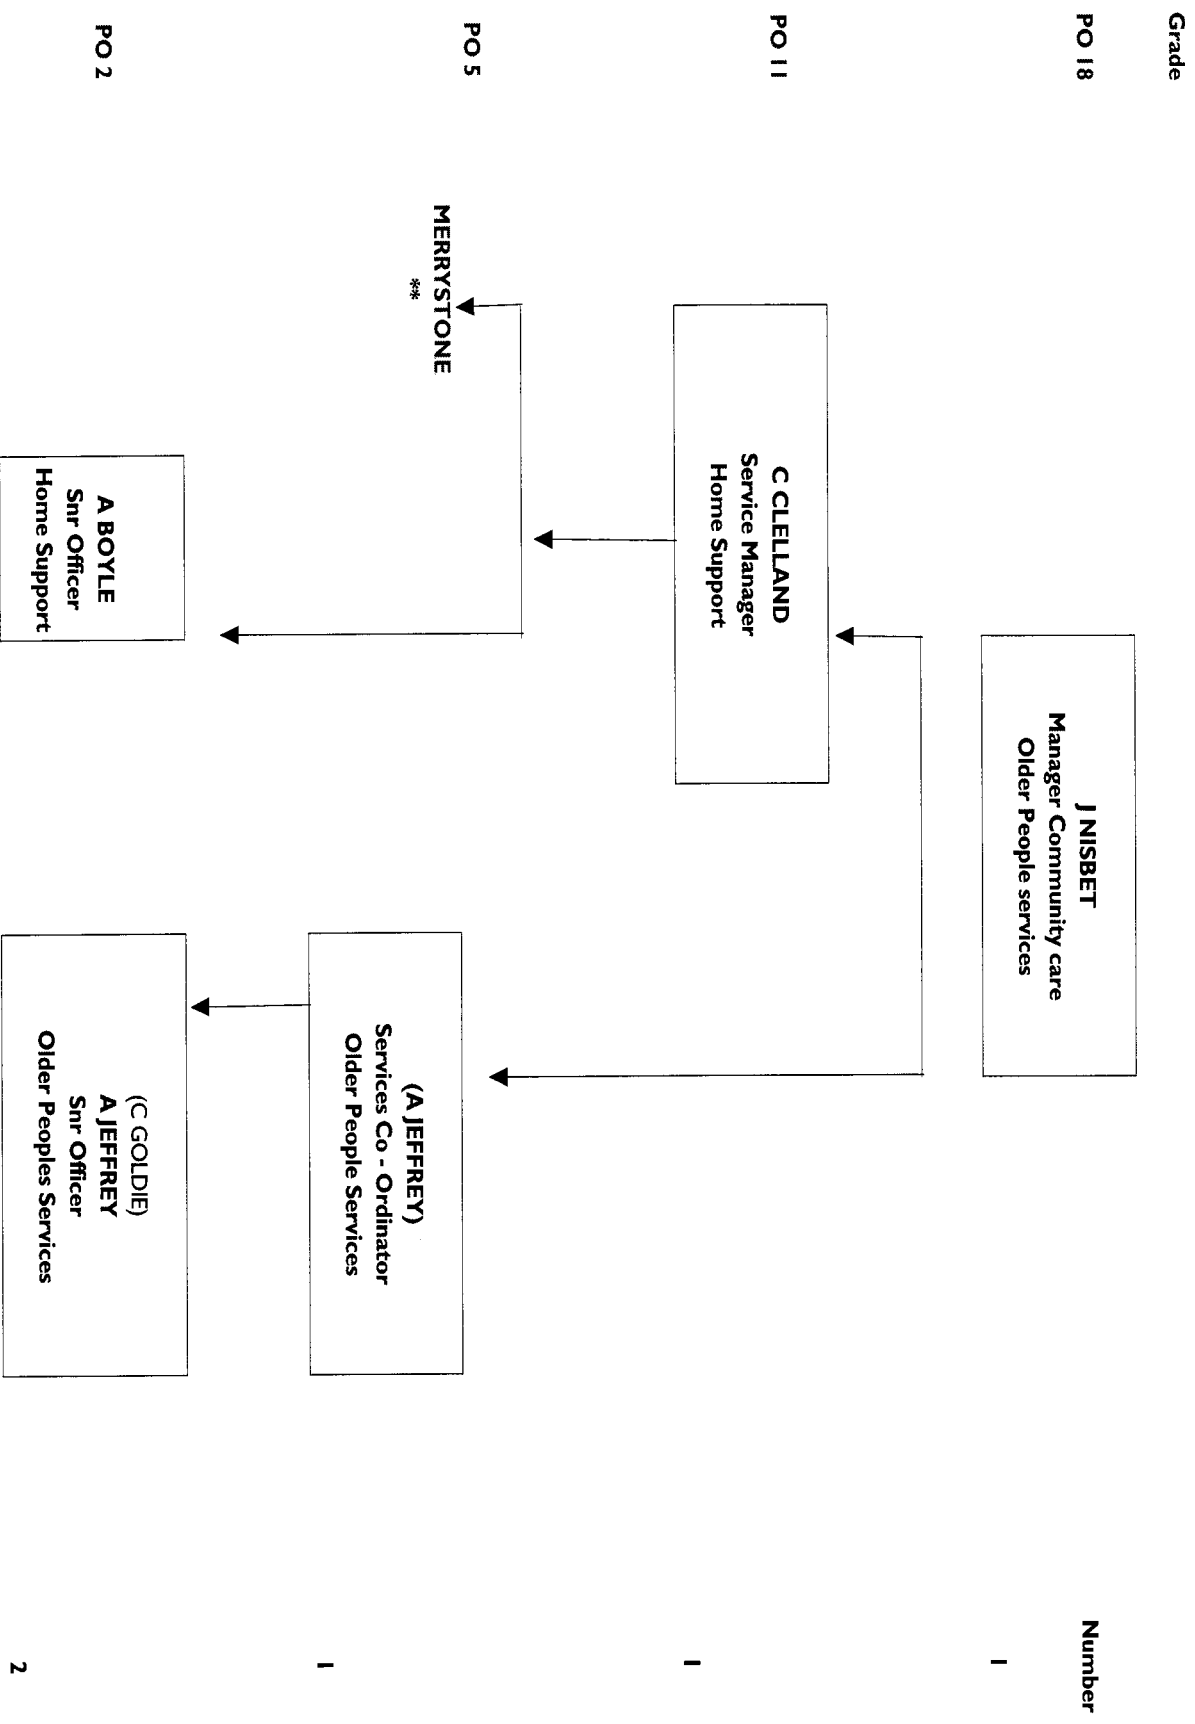 Grade
Number
PO 18
J NISBET
Manager Community care
Older People services
1
PO 11
C CLELLAND
Service Manager
Home Support
1
PO 5
MERRYSTONE
**
(A JEFFREY)
Services Co - Ordinator
Older People Services
1
PO 2
A BOYLE
Snr Officer
Home Support
(C GOLDIE)
A JEFFREY
Snr Officer
Older Peoples Services
2